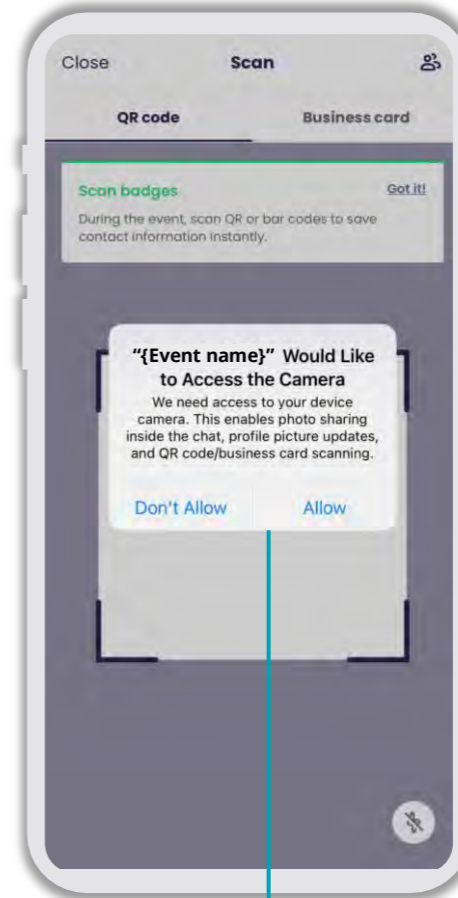 Close Scan
QR code Business card
Scan badges Got it!
During the event, scan QR or bar codes to save
contact information instantly.
“{Event name}” Would Like
to Access the Camera
We need access to your device
camera. This enables photo sharing
inside the chat, profile picture updates,
and QR code/business card scanning.
Don't Allow Allow